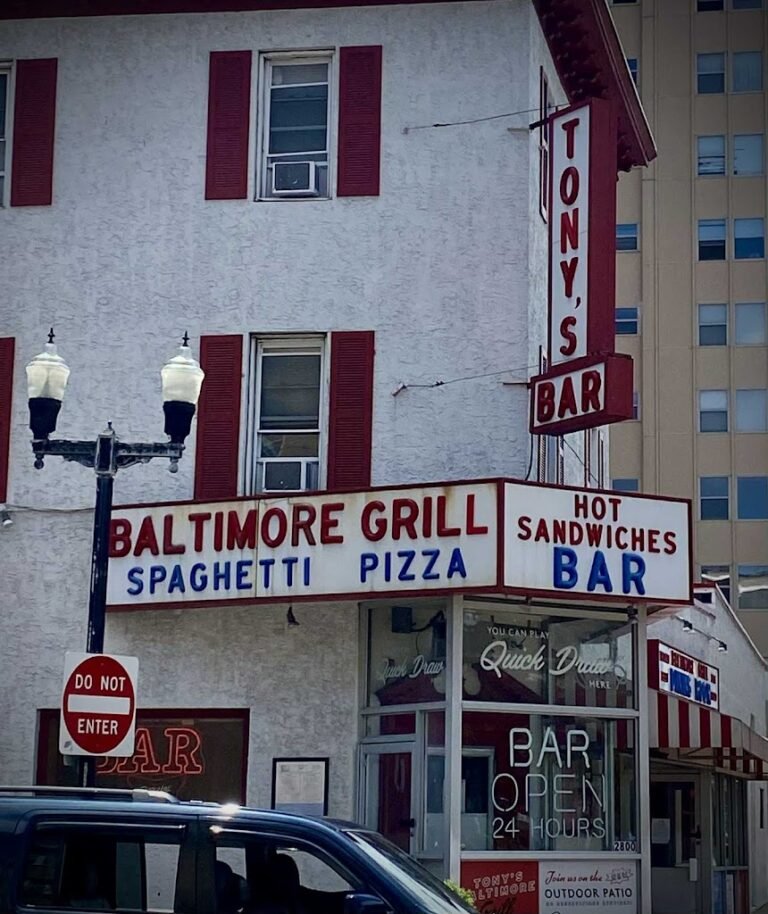 TONY'S
BAR
BALTIMORE GRILL
SPAGHETTI PIZZA
HOT
SANDWICHES
BAR
YOU CAN PLAY
Quick Draw
HERE
Quick Draw
DO NOT
ENTER
BAR
BAR
OPEN
24 HOURS
2800
TONY'S
BALTIMORE
Grill
Join us on the
OUTDOOR PATIO